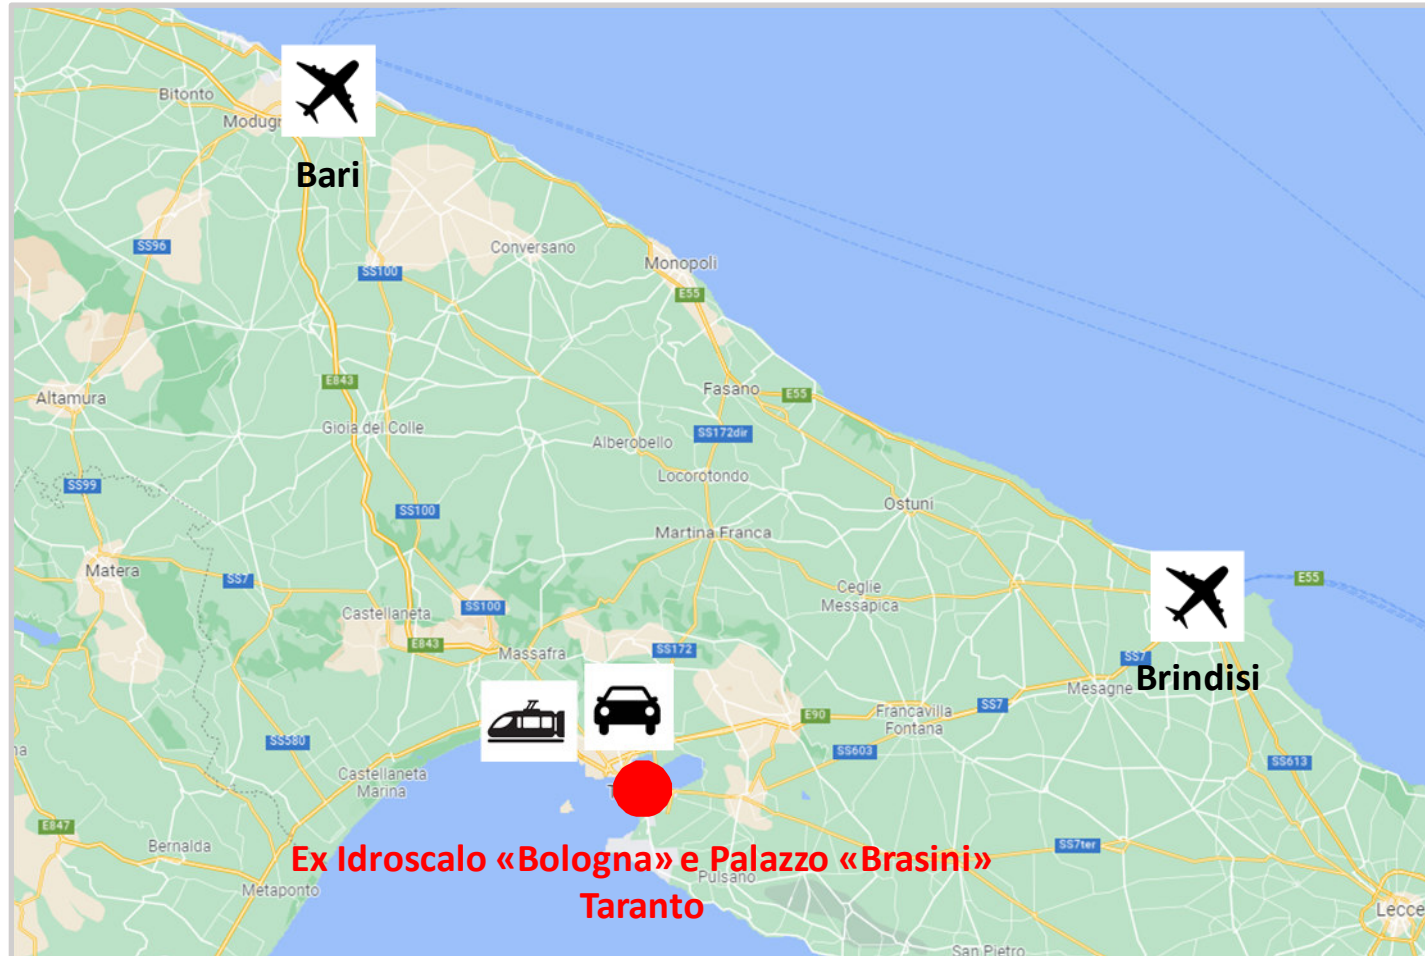 Bitonto
Modugn
Bari
SS96
Conversano
SS100
Monopoli
E55
E843
Altamura
Fasano
E55
Gioia del Colle
Alberobello
SS172dir
Locorotondo
SS99
SS100
Ostuni
Martina Franca
Matera
SS7
Ceglie
Messapica
E55
Castellaneta
SS100
E843
Massafra
SS172
SS7
Brindisi
Mesagne
SS7
E90
Francavilla
Fontana
SS580
SS603
SS613
Castellaneta
Marina
E847
Bernalda
SS7ter
Ex Idroscalo «Bologna» e Palazzo «Brasini»
Taranto
Pulsano
Metaponto
Lecce
San Pietro